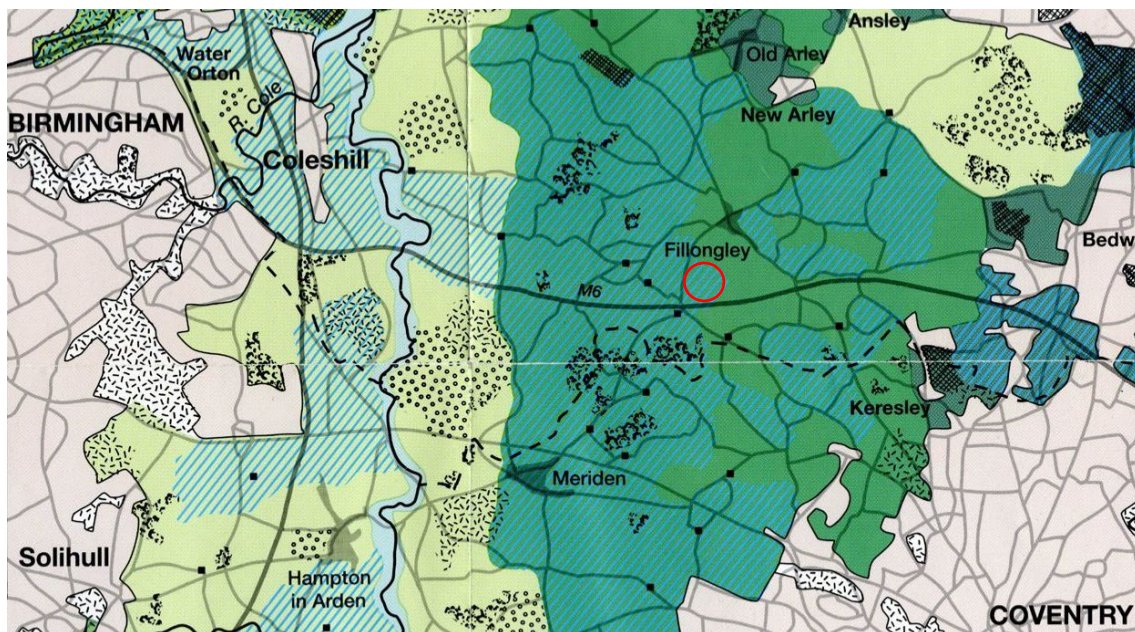 Ansley
Water
Orton
Old Arley
R. Cole
New Arley
BIRMINGHAM
Coleshill
Bedw
Fillongley
M6
Keresley
Meriden
Solihull
Hampton
in Arden
COVENTRY